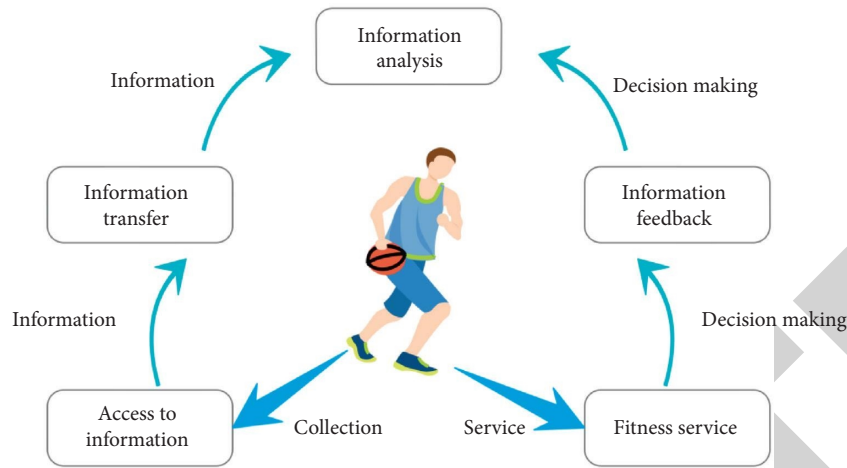 Information
analysis
Information
Decision making
Information
transfer
Information
feedback
Information
Decision making
Access to
information
Collection
Service
Fitness service